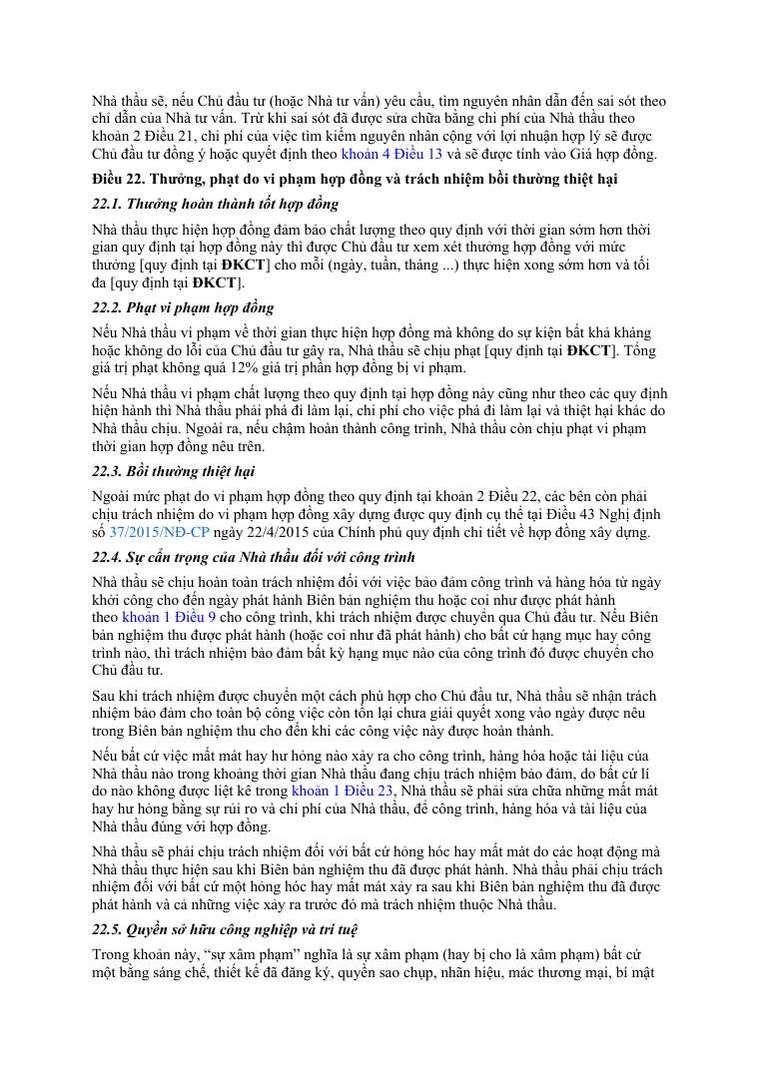 Nhà thầu sẽ, nếu Chủ đầu tư (hoặc Nhà tư vấn) yêu cầu, tìm nguyên nhân dẫn đến sai sót theo
chỉ dẫn của Nhà tư vấn. Trừ khi sai sót đã được sửa chữa bằng chi phí của Nhà thầu theo
khoản 2 Điều 21, chi phí của việc tìm kiếm nguyên nhân cộng với lợi nhuận hợp lý sẽ được
Chủ đầu tư đồng ý hoặc quyết định theo khoản 4 Điều 13 và sẽ được tính vào Giá hợp đồng.
Điều 22. Thưởng, phạt do vi phạm hợp đồng và trách nhiệm bồi thường thiệt hại
22.1. Thưởng hoàn thành tốt hợp đồng
Nhà thầu thực hiện hợp đồng đảm bảo chất lượng theo quy định với thời gian sớm hơn thời
gian quy định tại hợp đồng này thì được Chủ đầu tư xem xét thưởng hợp đồng với mức
thưởng [quy định tại ĐKCT] cho mỗi (ngày, tuần, tháng ...) thực hiện xong sớm hơn và tối
đa [quy định tại ĐKCT].
22.2. Phạt vi phạm hợp đồng
Nếu Nhà thầu vi phạm về thời gian thực hiện hợp đồng mà không do sự kiện bất khả kháng
hoặc không do lỗi của Chủ đầu tư gây ra, Nhà thầu sẽ chịu phạt [quy định tại ĐKCT]. Tổng
giá trị phạt không quá 12% giá trị phần hợp đồng bị vi phạm.
Nếu Nhà thầu vi phạm chất lượng theo quy định tại hợp đồng này cũng như theo các quy định
hiện hành thì Nhà thầu phải phá đi làm lại, chi phí cho việc phá đi làm lại và thiệt hại khác do
Nhà thầu chịu. Ngoài ra, nếu chậm hoàn thành công trình, Nhà thầu còn chịu phạt vi phạm
thời gian hợp đồng nêu trên.
22.3. Bồi thường thiệt hại
Ngoài mức phạt do vi phạm hợp đồng theo quy định tại khoản 2 Điều 22, các bên còn phải
chịu trách nhiệm do vi phạm hợp đồng xây dựng được quy định cụ thể tại Điều 43 Nghị định
số 37/2015/NĐ-CP ngày 22/4/2015 của Chính phủ quy định chi tiết về hợp đồng xây dựng.
22.4. Sự cẩn trọng của Nhà thầu đối với công trình
Nhà thầu sẽ chịu hoàn toàn trách nhiệm đối với việc bảo đảm công trình và hàng hóa từ ngày
khởi công cho đến ngày phát hành Biên bản nghiệm thu hoặc coi như được phát hành
theo khoản 1 Điều 9 cho công trình, khi trách nhiệm được chuyển qua Chủ đầu tư. Nếu Biên
bản nghiệm thu được phát hành (hoặc coi như đã phát hành) cho bất cứ hạng mục hay công
trình nào, thì trách nhiệm bảo đảm bất kỳ hạng mục nào của công trình đó được chuyển cho
Chủ đầu tư.
Sau khi trách nhiệm được chuyển một cách phù hợp cho Chủ đầu tư, Nhà thầu sẽ nhận trách
nhiệm bảo đảm cho toàn bộ công việc còn tồn lại chưa giải quyết xong vào ngày được nêu
trong Biên bản nghiệm thu cho đến khi các công việc này được hoàn thành.
Nếu bất cứ việc mất mát hay hư hỏng nào xảy ra cho công trình, hàng hóa hoặc tài liệu của
Nhà thầu nào trong khoảng thời gian Nhà thầu đang chịu trách nhiệm bảo đảm, do bất cứ lí
do nào không được liệt kê trong khoản 1 Điều 23, Nhà thầu sẽ phải sửa chữa những mất mát
hay hư hỏng bằng sự rủi ro và chi phí của Nhà thầu, để công trình, hàng hóa và tài liệu của
Nhà thầu đúng với hợp đồng.
Nhà thầu sẽ phải chịu trách nhiệm đối với bất cứ hỏng hóc hay mất mát do các hoạt động mà
Nhà thầu thực hiện sau khi Biên bản nghiệm thu đã được phát hành. Nhà thầu phải chịu trách
nhiệm đối với bất cứ một hỏng hóc hay mất mát xảy ra sau khi Biên bản nghiệm thu đã được
phát hành và cả những việc xảy ra trước đó mà trách nhiệm thuộc Nhà thầu.
22.5. Quyền sở hữu công nghiệp và trí tuệ
Trong khoản này, “sự xâm phạm” nghĩa là sự xâm phạm (hay bị cho là xâm phạm) bất cứ
một bằng sáng chế, thiết kế đã đăng ký, quyền sao chụp, nhãn hiệu, mác thương mại, bí mật